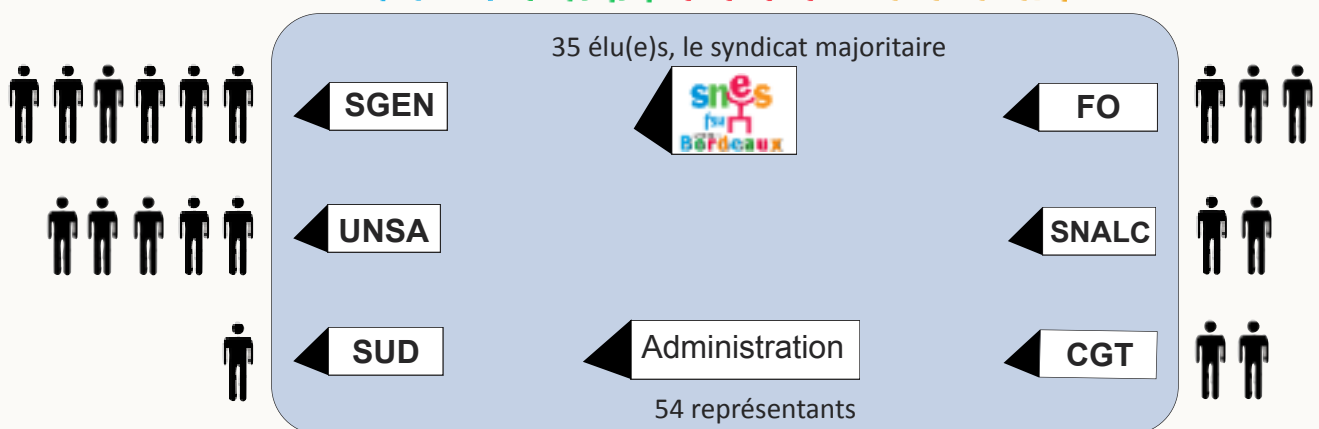 35 élu(e)s, le syndicat majoritaire
SGEN
snes
fsu
Bordeaux
FO
UNSA
SNALC
SUD
Administration
CGT
54 représentants